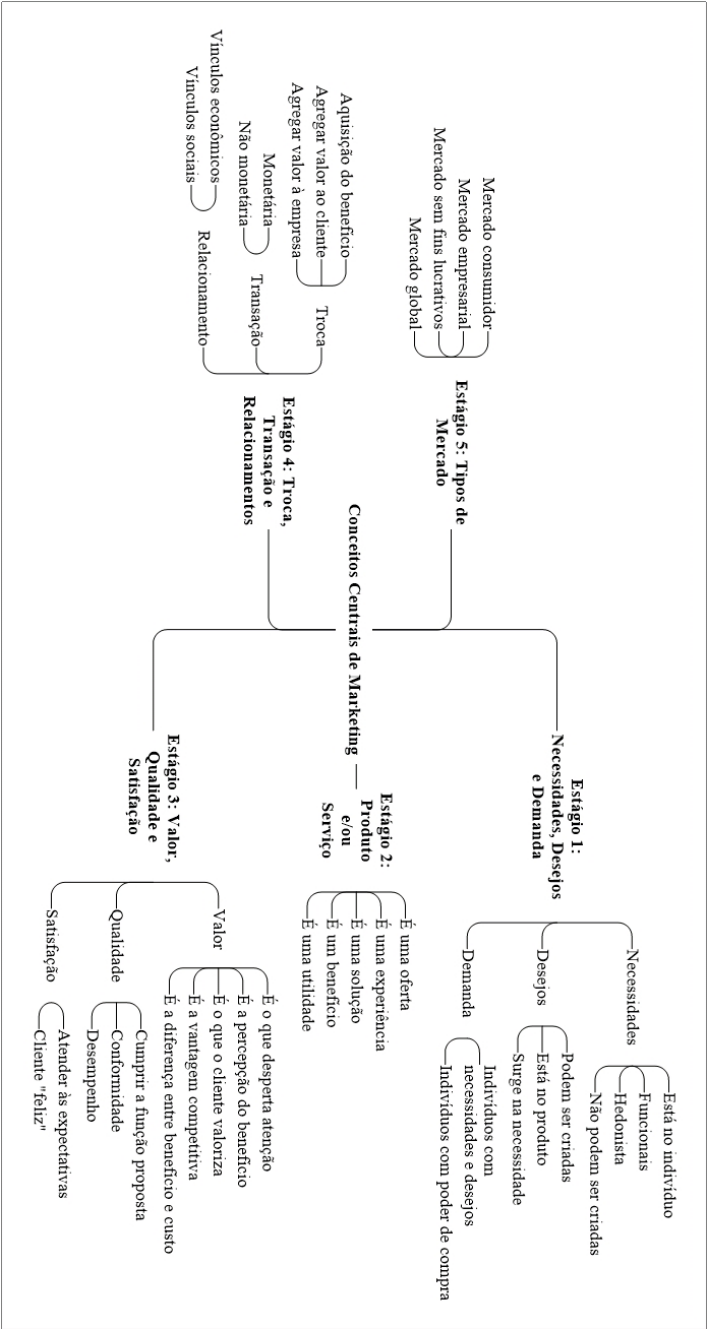 Conceitos Centrais de Marketing
Estágio 1:
Necessidades, Desejos
e Demanda
Necessidades
Está no indivíduo
Funcionais
Hedonista
Não podem ser criadas
Desejos
Podem ser criadas
Está no produto
Surge na necessidade
Demanda
Indivíduos com
necessidades e desejos
Indivíduos com poder de compra
Estágio 2:
Produto
e/ou
Serviço
É uma oferta
É uma experiência
É uma solução
É um benefício
É uma utilidade
Estágio 3: Valor,
Qualidade e
Satisfação
Valor
É o que desperta atenção
É a percepção do benefício
É o que o cliente valoriza
É a vantagem competitiva
É a diferença entre benefício e custo
Qualidade
Cumprir a função proposta
Conformidade
Desempenho
Satisfação
Atender às expectativas
Cliente "feliz"
Estágio 4: Troca,
Transação e
Relacionamentos
Troca
Aquisição do benefício
Agregar valor ao cliente
Agregar valor à empresa
Transação
Monetária
Não monetária
Relacionamento
Vínculos econômicos
Vínculos sociais
Estágio 5: Tipos de
Mercado
Mercado consumidor
Mercado empresarial
Mercado sem fins lucrativos
Mercado global